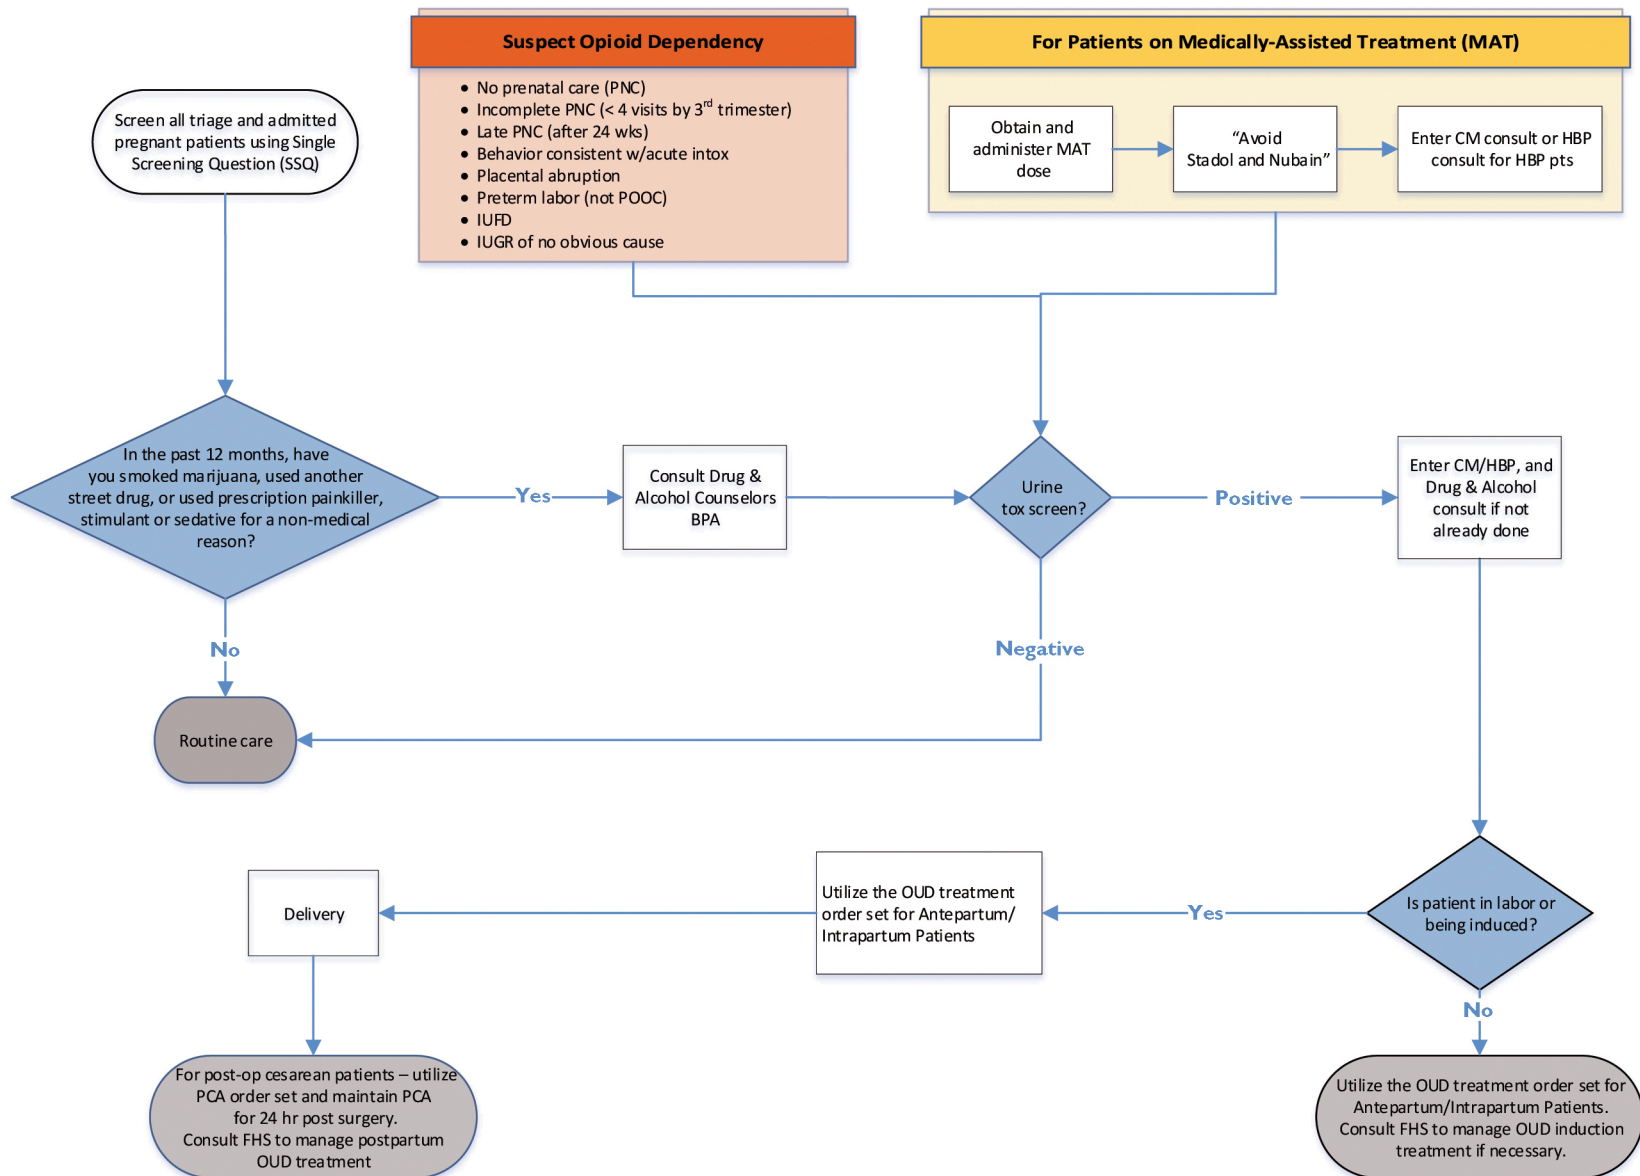 Suspect Opioid Dependency
• No prenatal care (PNC)
• Incomplete PNC (< 4 visits by 3rd trimester)
• Late PNC (after 24 wks)
• Behavior consistent w/acute intox
• Placental abruption
• Preterm labor (not POOC)
• IUFD
• IUGR of no obvious cause
For Patients on Medically-Assisted Treatment (MAT)
Obtain and
administer MAT
dose
“Avoid
Stadol and Nubain”
Enter CM consult or HBP
consult for HBP pts
Screen all triage and admitted
pregnant patients using Single
Screening Question (SSQ)
In the past 12 months, have
you smoked marijuana, used another
street drug, or used prescription painkiller,
stimulant or sedative for a non-medical
reason?
Yes
Consult Drug &
Alcohol Counselors
BPA
Urine
tox screen?
Positive
Enter CM/HBP, and
Drug & Alcohol
consult if not
already done
No
Negative
Routine care
Is patient in labor or
being induced?
Yes
Utilize the OUD treatment
order set for Antepartum/
Intrapartum Patients
Delivery
No
For post-op cesarean patients – utilize
PCA order set and maintain PCA
for 24 hr post surgery.
Consult FHS to manage postpartum
OUD treatment
Utilize the OUD treatment order set for
Antepartum/Intrapartum Patients.
Consult FHS to manage OUD induction
treatment if necessary.